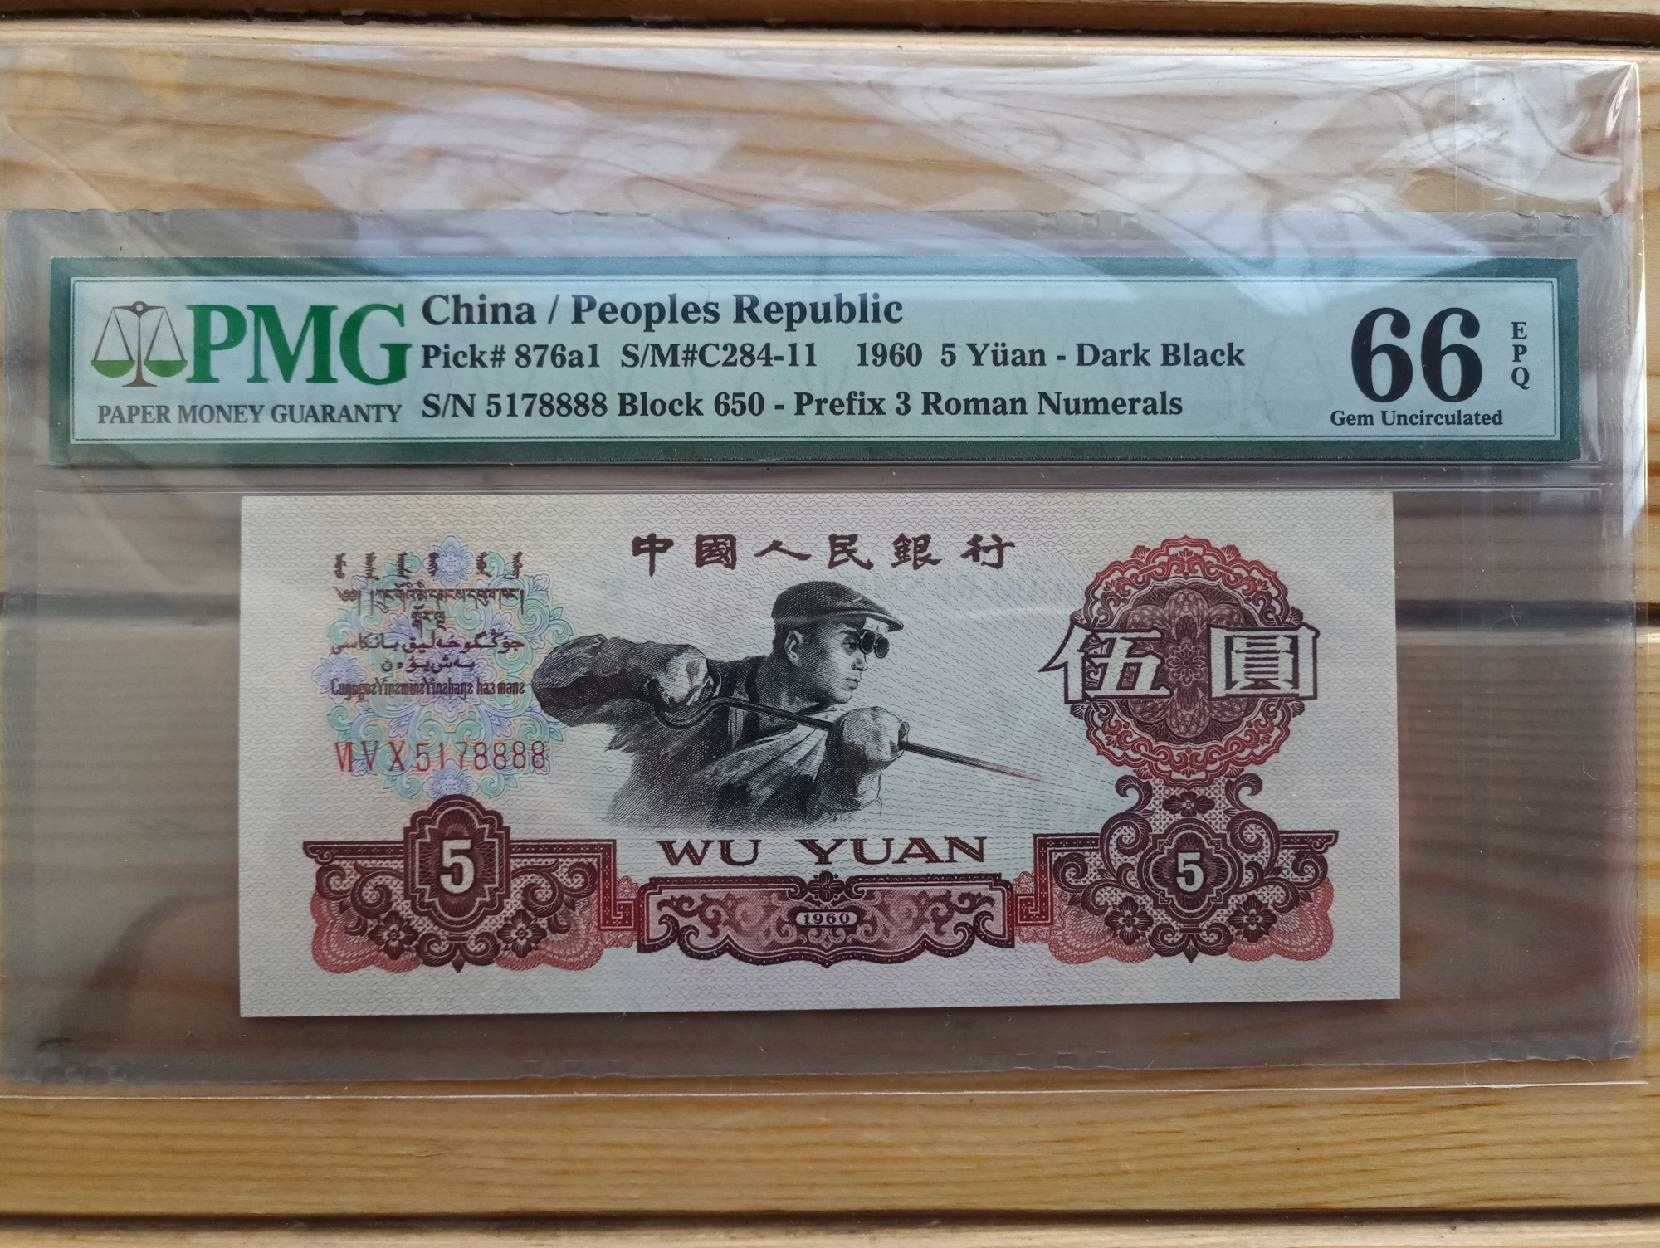 PMG
PAPER MONEY GUARANTY
China / Peoples Republic
Pick# 876a1 S/M#C284-11 1960 5 Yüan - Dark Black
S/N 5178888 Block 650 - Prefix 3 Roman Numerals
66
EPQ
Gem Uncirculated
中國人民銀行
伍圓
VI V X 5178888
WU YUAN
5
5
1960